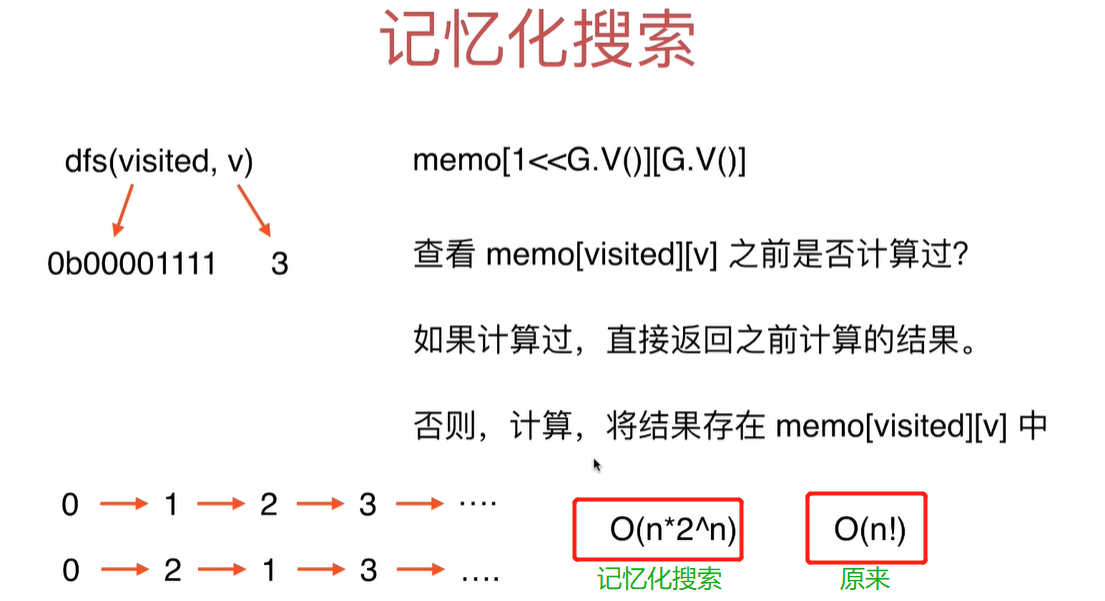 记忆化搜索
dfs(visited, v)
0b00001111 3
memo[1<<G.V()][G.V()]
查看 memo[visited][v] 之前是否计算过?
如果计算过，直接返回之前计算的结果。
否则，计算，将结果存在 memo[visited][v] 中
0 → 1 → 2 → 3 → ....
0 → 2 → 1 → 3 → ....
O(n*2^n) O(n!)
记忆化搜索 原来